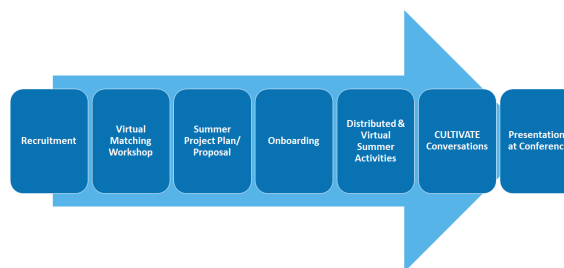 Recruitment
Virtual
Matching
Workshop
Summer
Project Plan/
Proposal
Onboarding
Distributed &
Virtual
Summer
Activities
CULTIVATE
Conversations
Presentation
at Conferenc